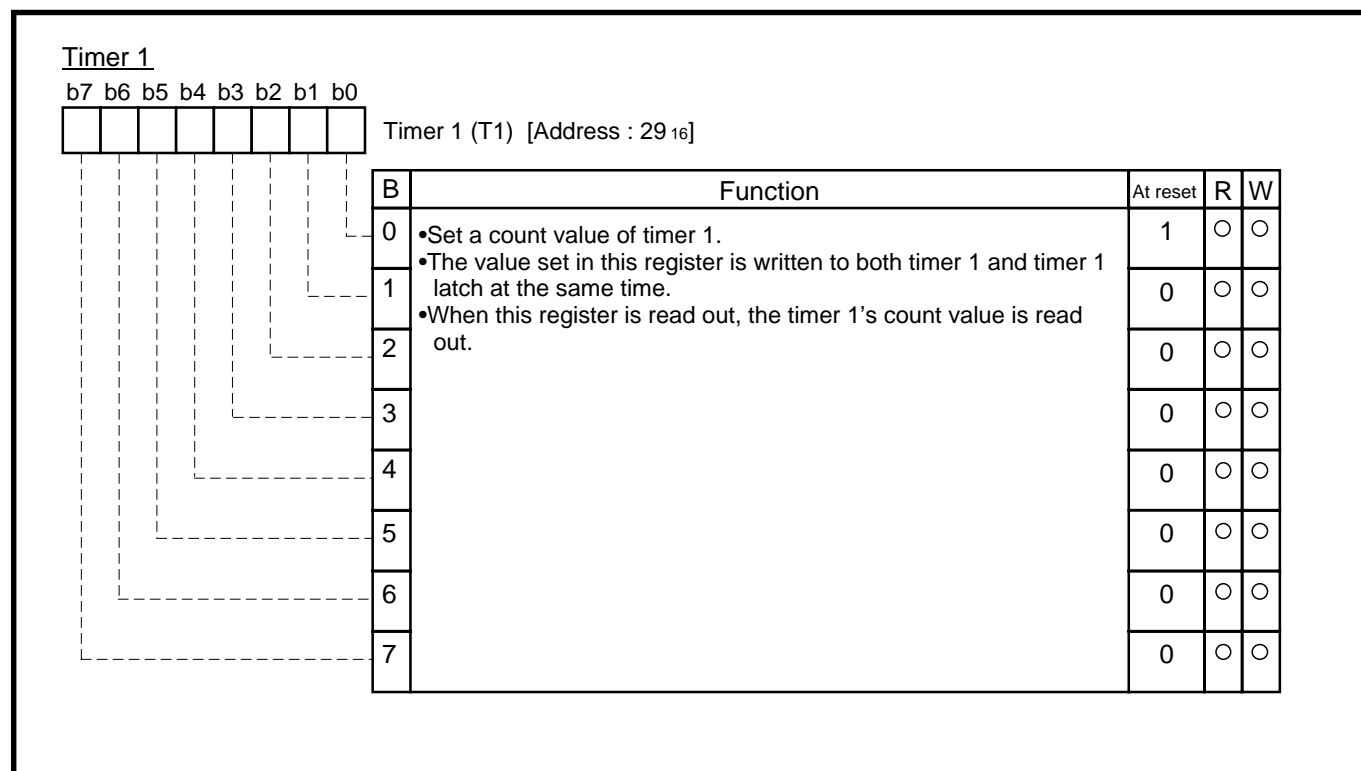 Timer 1
b7 b6 b5 b4 b3 b2 b1 b0
Timer 1 (T1) [Address : 29 16]
B Function At reset R W
0 •Set a count value of timer 1. 1 ○ ○
•The value set in this register is written to both timer 1 and timer 1
1 latch at the same time. 0 ○ ○
•When this register is read out, the timer 1’s count value is read
2 out. 0 ○ ○
3 0 ○ ○
4 0 ○ ○
5 0 ○ ○
6 0 ○ ○
7 0 ○ ○